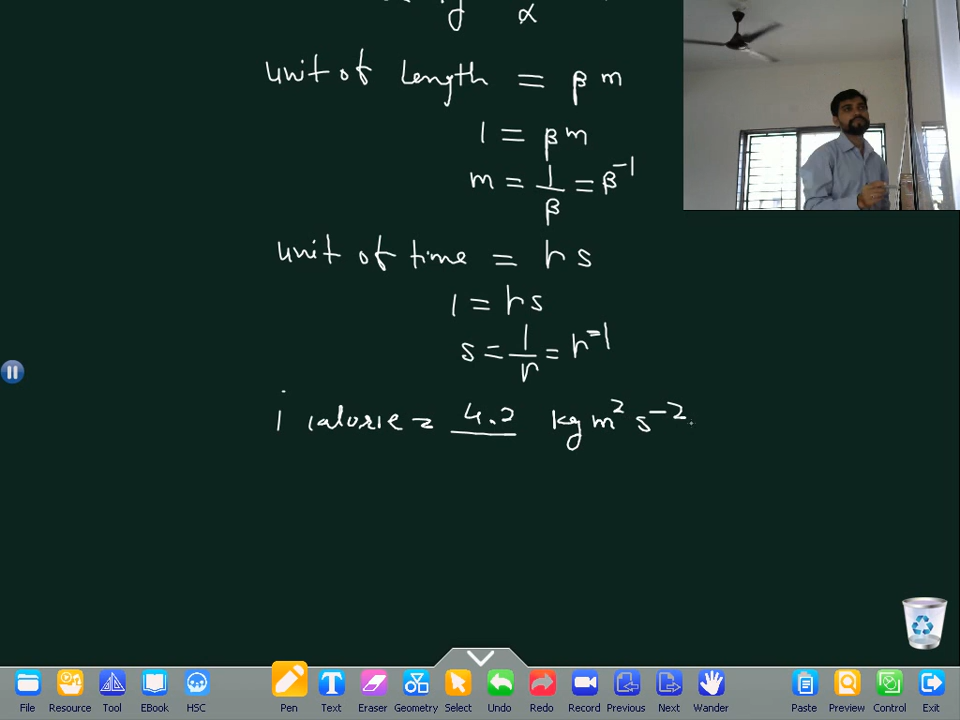 g α
unit of length = β m
1 = β m
m = 1/β = β⁻¹
unit of time = r s
1 = r s
s = 1/r = r⁻¹
1 calorie = 4.2 kg m² s⁻²
File Resource Tool EBook HSC Pen Text Eraser Geometry Select Undo Redo Record Previous Next Wander Paste Preview Control Exit